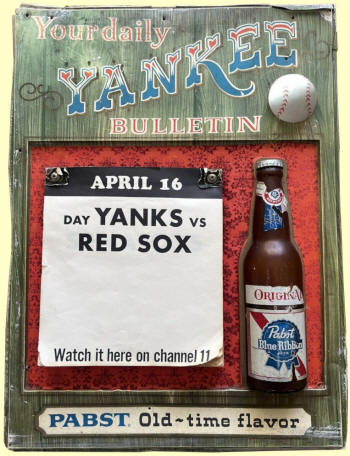 Your daily
YANKEE
BULLETIN
APRIL 16
DAY YANKS VS
RED SOX
Watch it here on channel 11
ORIGINAL
Pabst
Blue Ribbon
BEER
PABST Old-time flavor